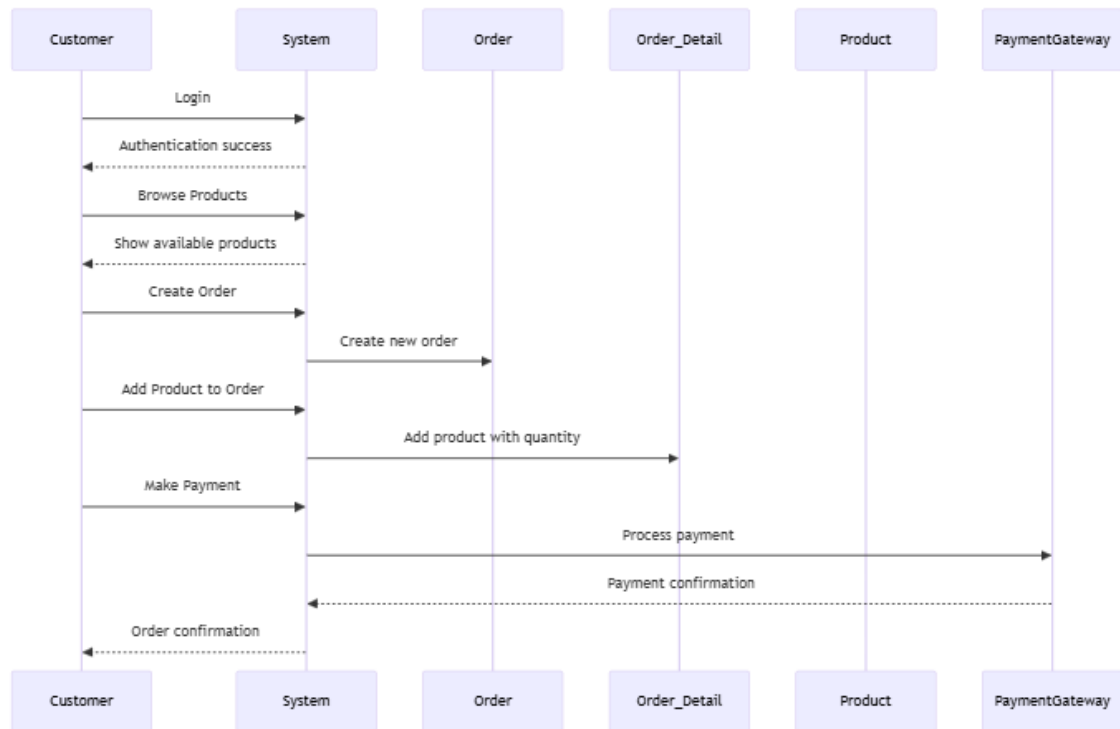 Customer
System
Order
Order_Detail
Product
PaymentGateway
Login
Authentication success
Browse Products
Show available products
Create Order
Create new order
Add Product to Order
Add product with quantity
Make Payment
Process payment
Payment confirmation
Order confirmation
Customer
System
Order
Order_Detail
Product
PaymentGateway